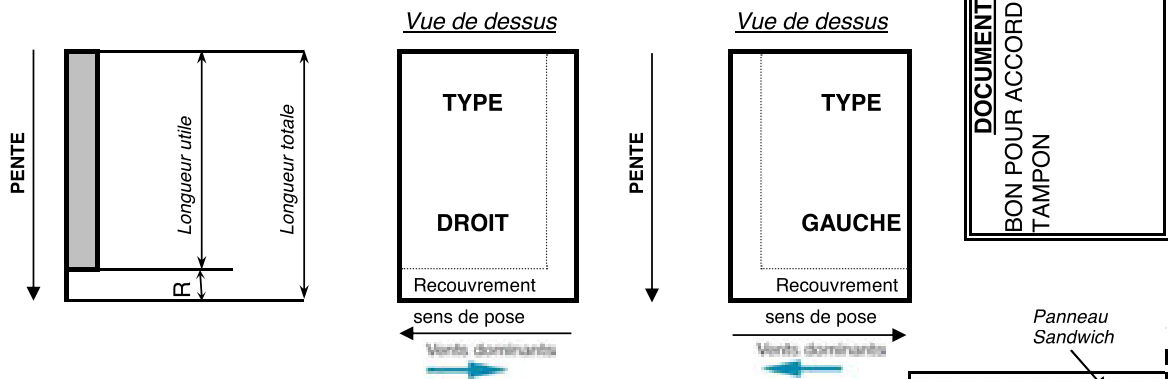 Vue de dessus
Vue de dessus
PENTE
Longueur utile
Longueur totale
R
TYPE
DROIT
Recouvrement
sens de pose
Vents dominants
PENTE
TYPE
GAUCHE
Recouvrement
sens de pose
Vents dominants
DOCUMENT
BON POUR ACCORD
TAMPON
Panneau
Sandwich